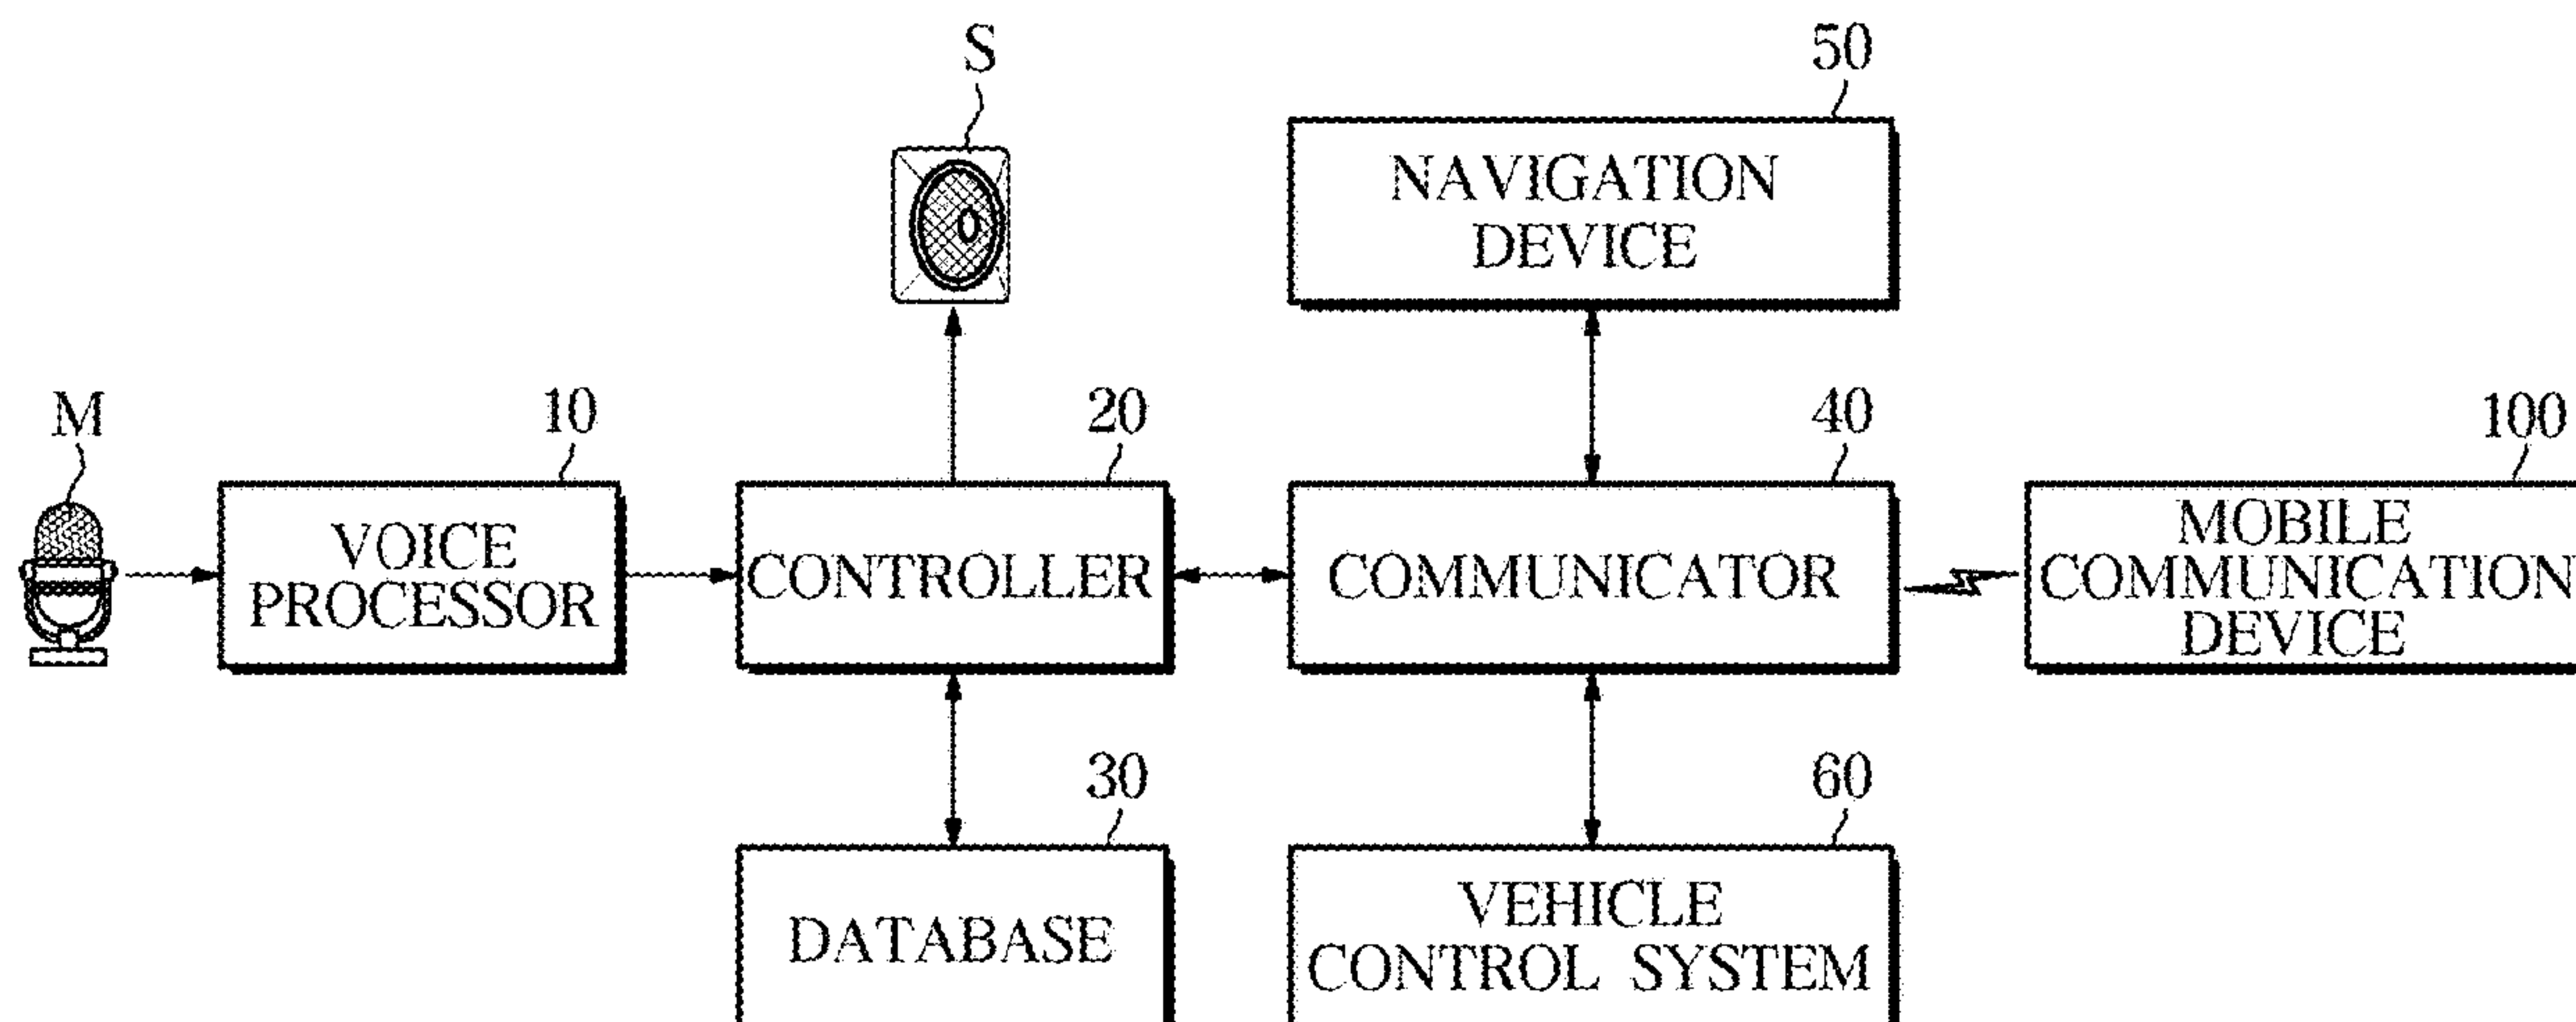 S
50
NAVIGATION
DEVICE
M
10
20
40
100
VOICE
PROCESSOR
CONTROLLER
COMMUNICATOR
MOBILE
COMMUNICATION
DEVICE
30
60
DATABASE
VEHICLE
CONTROL SYSTEM